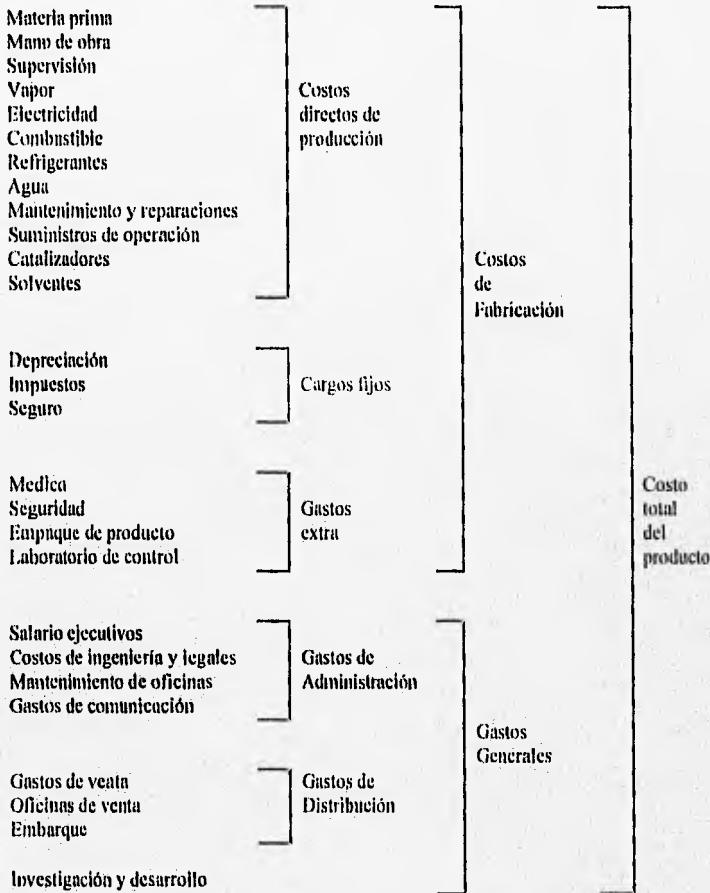 Materia prima
Mano de obra
Supervisión
Vapor
Electricidad
Combustible
Refrigerantes
Agua
Mantenimiento y reparaciones
Suministros de operación
Catalizadores
Solventes
Costos
directos de
producción
Depreciación
Impuestos
Seguro
Cargos fijos
Medica
Seguridad
Empaque de producto
Laboratorio de control
Gastos
extra
Costos
de
Fabricación
Salario ejecutivos
Costos de ingeniería y legales
Mantenimiento de oficinas
Gastos de comunicación
Gastos de
Administración
Gastos de venta
Oficinas de venta
Embarque
Gastos de
Distribución
Investigación y desarrollo
Gastos
Generales
Costo
total
del
producto